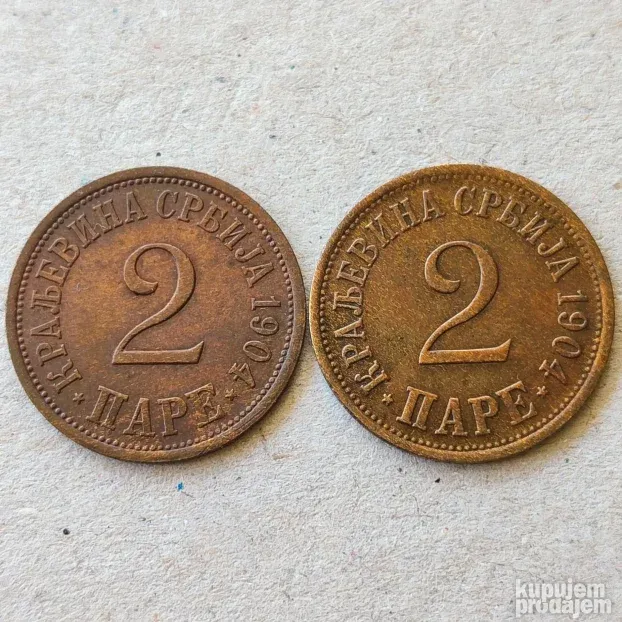 КРАЉЕВИНА СРБИЈА 1904
2
ПАРЕ
КРАЉЕВИНА СРБИЈА 1904
2
ПАРЕ
kupujem
prodajem